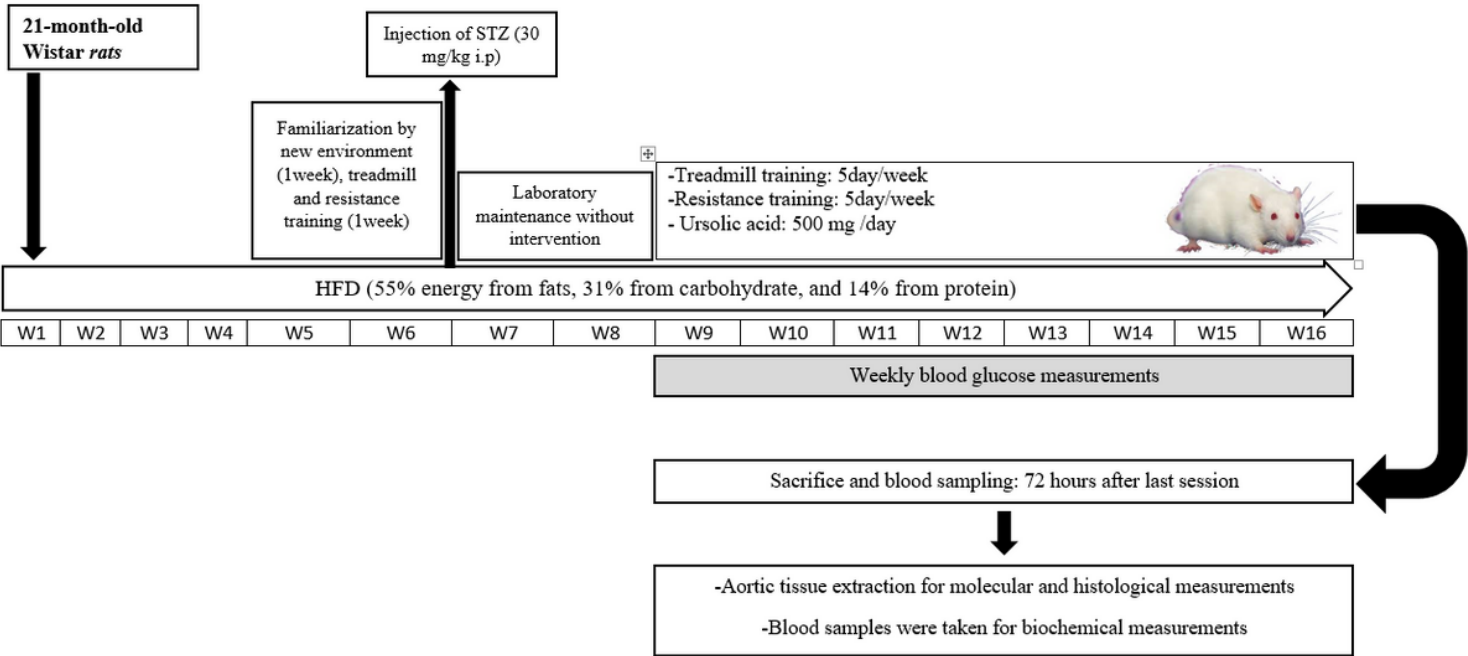 21-month-old
Wistar rats
Injection of STZ (30
mg/kg i.p)
Familiarization by
new environment
(1week), treadmill
and resistance
training (1week)
Laboratory
maintenance without
intervention
-Treadmill training: 5day/week
-Resistance training: 5day/week
- Ursolic acid: 500 mg /day
HFD (55% energy from fats, 31% from carbohydrate, and 14% from protein)
W1 W2 W3 W4 W5 W6 W7 W8 W9 W10 W11 W12 W13 W14 W15 W16
Weekly blood glucose measurements
Sacrifice and blood sampling: 72 hours after last session
-Aortic tissue extraction for molecular and histological measurements
-Blood samples were taken for biochemical measurements